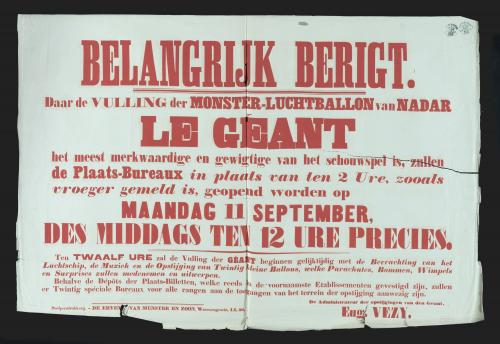 BELANGRIJK BERIGT.
Daar de VULLING der MONSTER-LUCHTBALLON van NADAR
LE GEANT
het meest merkwaardige en gewigtige van het schouwspel is, zullen
de Plaats-Bureaux in plaats van ten 2 Ure, zooals
vroeger gemeld is, geopend worden op
MAANDAG 11 SEPTEMBER,
DES MIDDAGS TEN 12 URE PRECIES.
Ten TWAALF URE zal de Vulling der GEANT beginnen gelijktijdig met de Bevrachting van het
Luchtschip, de Muziek en de Opstijging van Twintig kleine Ballons, welke Parachutes, Bommen, Wimpels
en Surprises zullen medenemen en uitwerpen.
Behalve de Dépôts der Plaats-Billetten, welke reeds in de voornaamste Etablissementen gevestigd zijn, zullen
er Twintig speciale Bureaux voor alle rangen aan de toegangen van het terrein der opstijging aanwezig zijn.
De Administrateur der opstijgingen van den Geant,
Eug. VEZY.
Snelpersdrukkerij — DE ERVEN VAN MUNSTER EN ZOON,